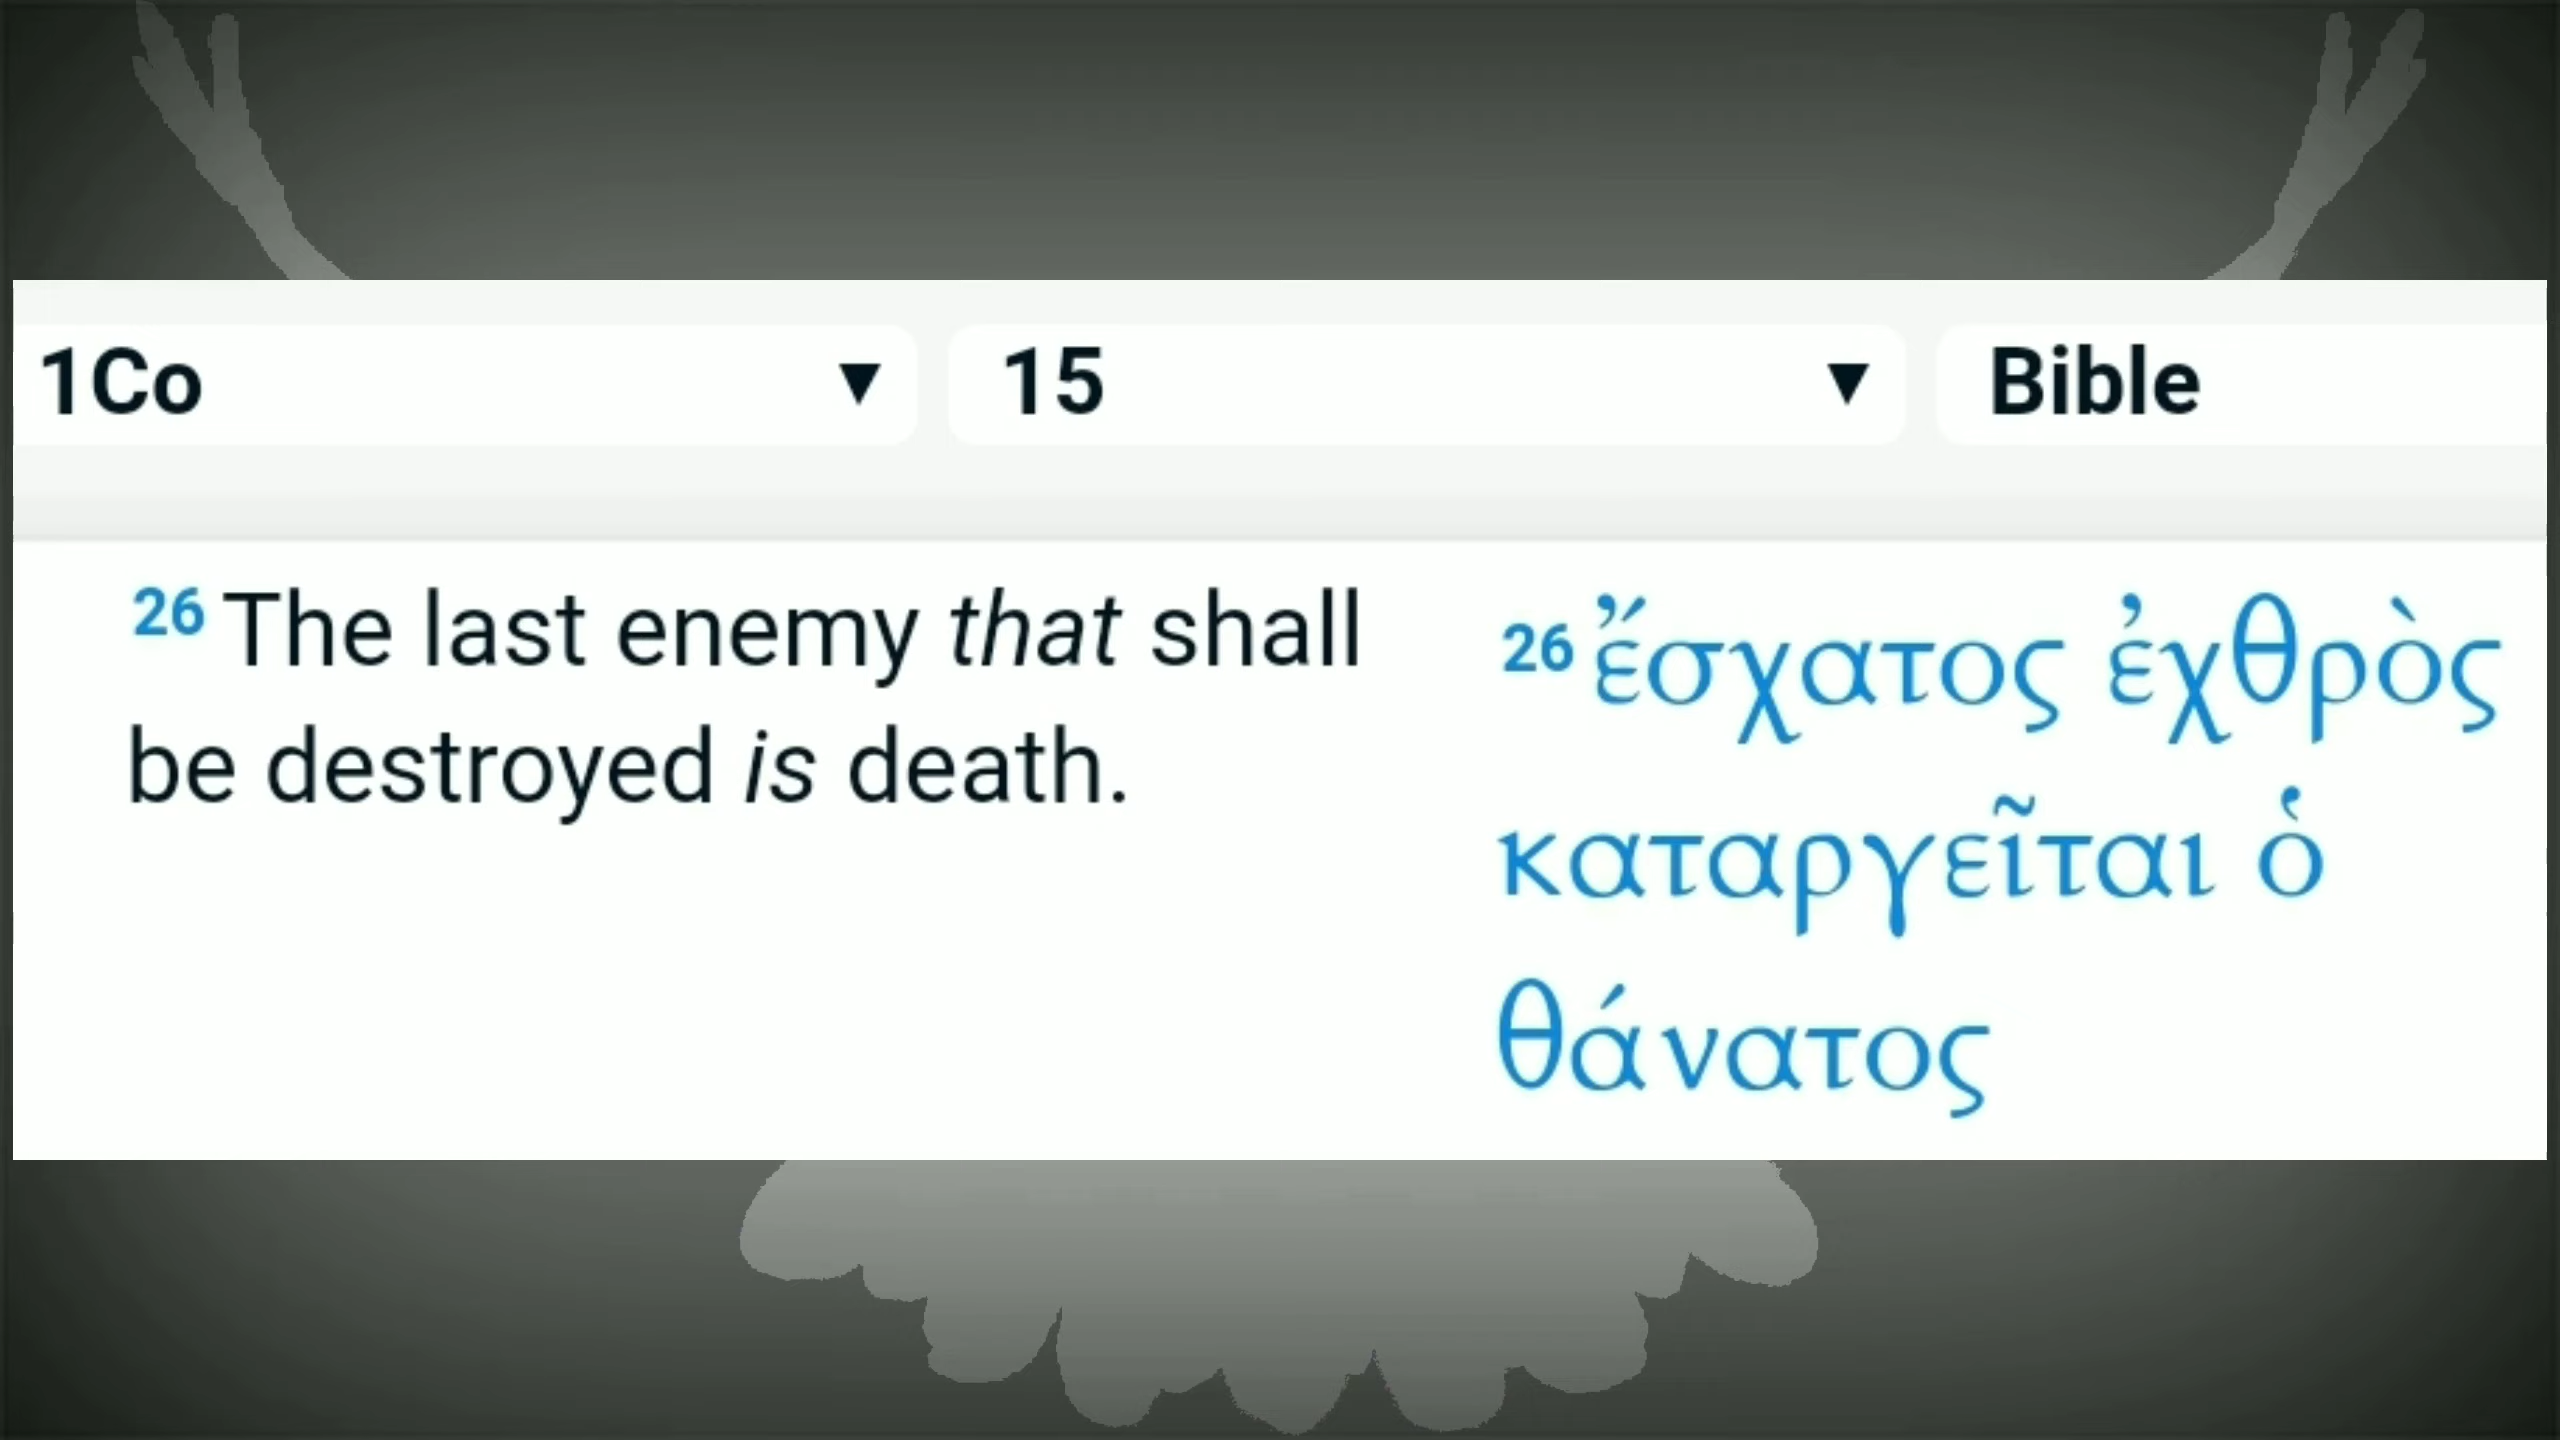 1Co ▼ 15 ▼ Bible
26 The last enemy that shall
be destroyed is death.
26 ἔσχατος ἐχθρὸς
καταργεῖται ὁ
θάνατος